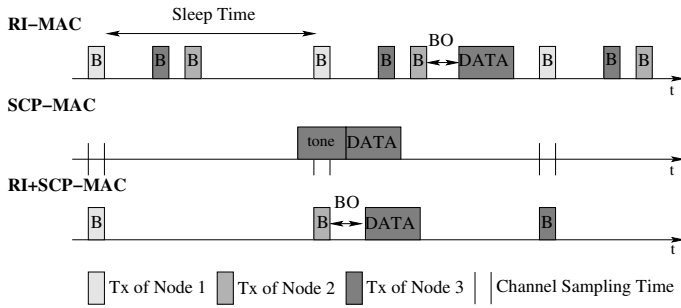 Sleep Time
RI−MAC
BO
B B B B B B DATA B B B
t
SCP−MAC
tone DATA
t
RI+SCP−MAC
BO
B B DATA B
t
Tx of Node 1 Tx of Node 2 Tx of Node 3 Channel Sampling Time